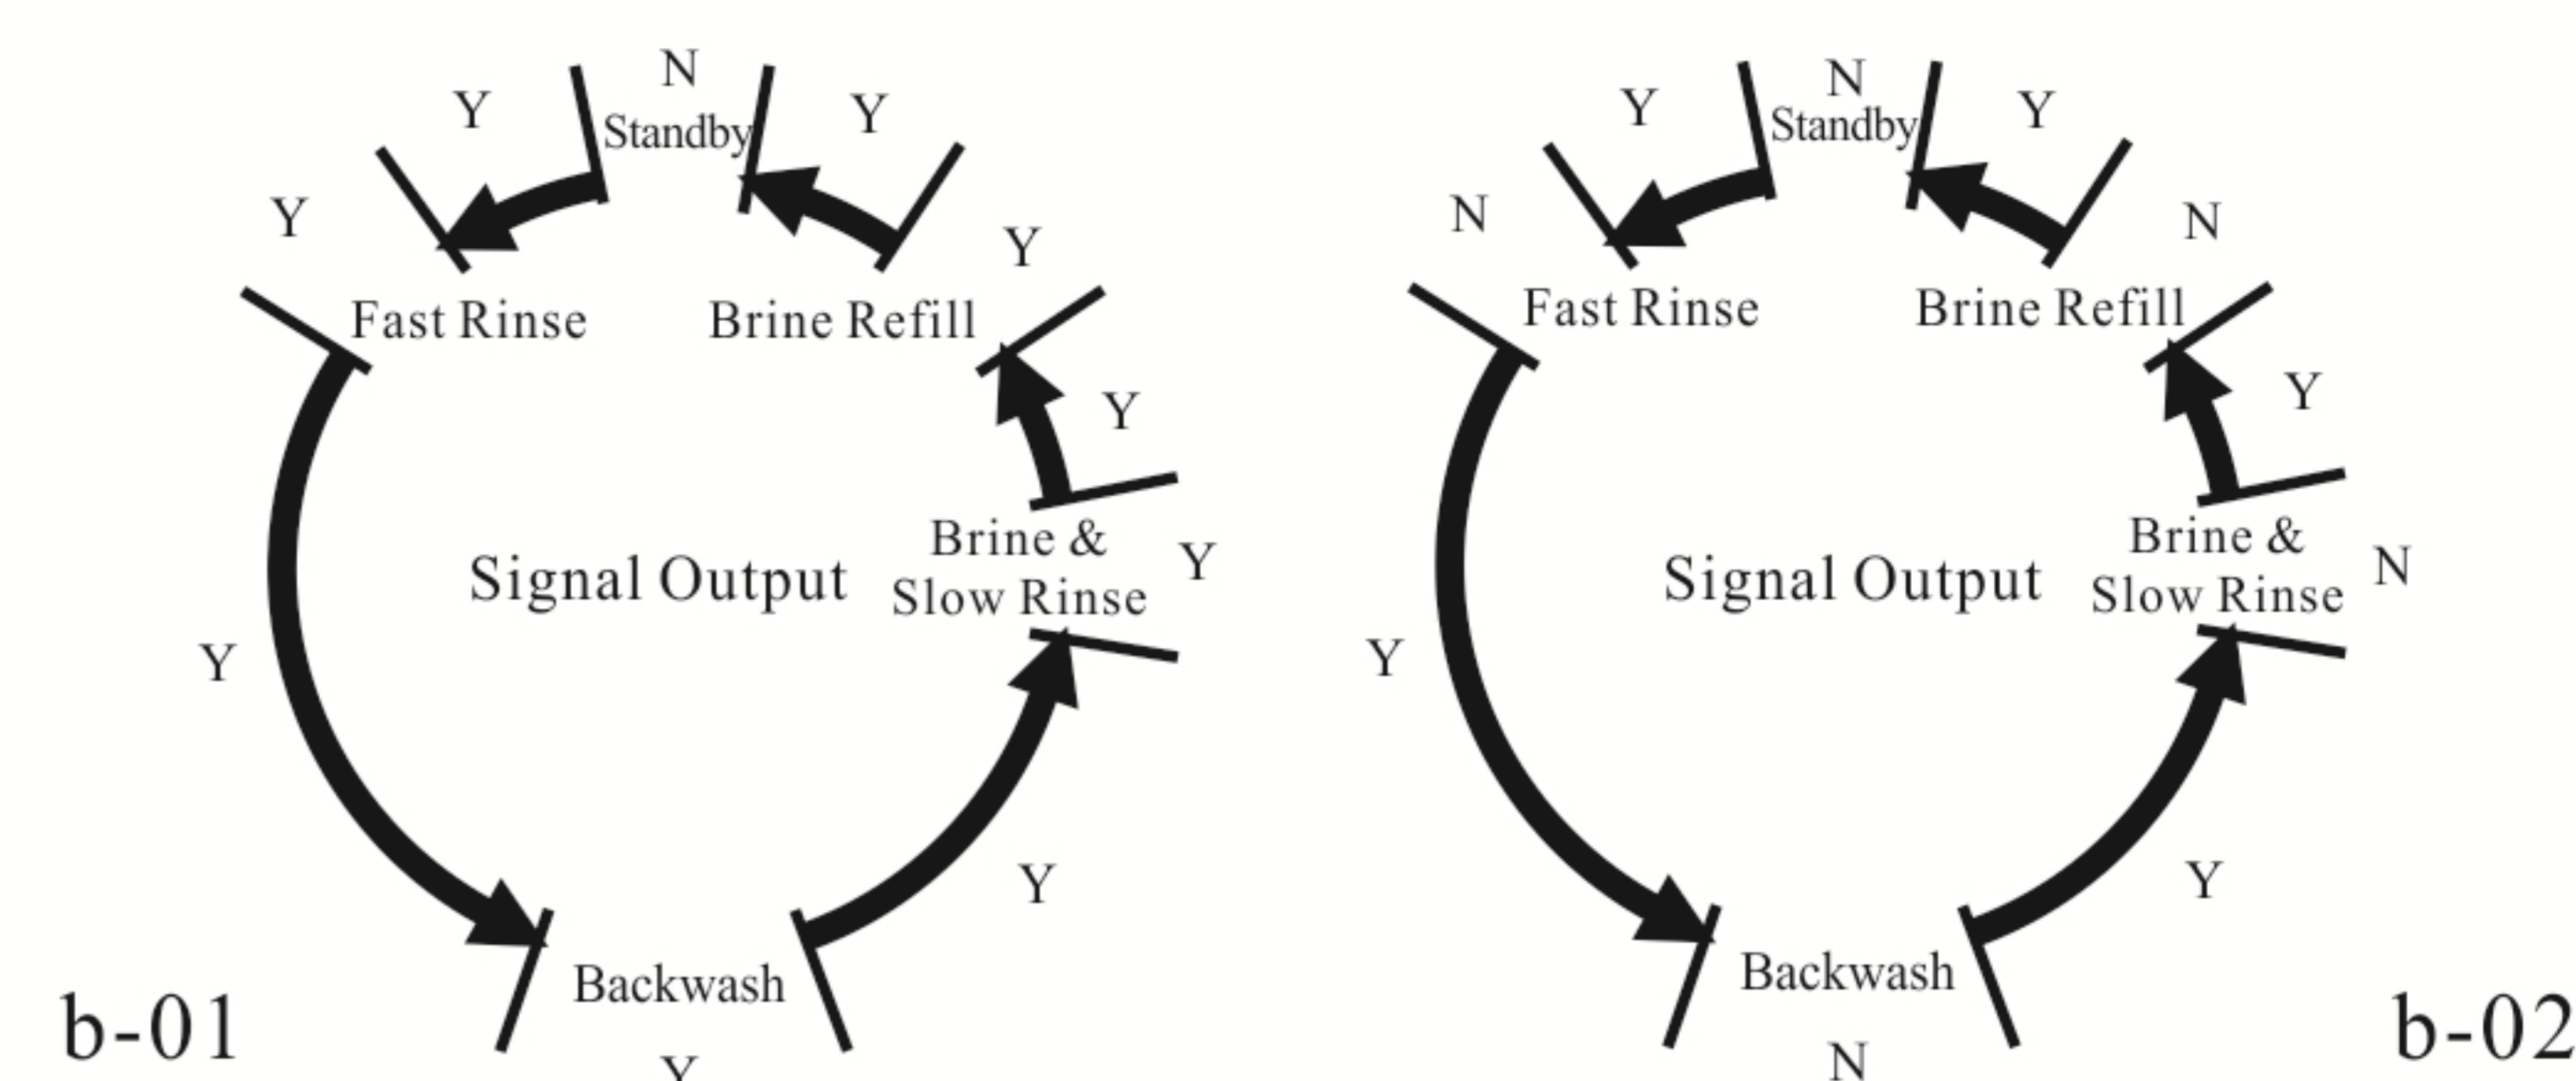 N
Y
Standby
Y
Y
Y
Fast Rinse
Brine Refill
Y
Brine &
Slow Rinse
Y
Signal Output
Y
Y
Backwash
Y
b-01
N
Y
Standby
Y
N
N
Fast Rinse
Brine Refill
Y
Brine &
Slow Rinse
N
Signal Output
Y
Y
Backwash
N
b-02